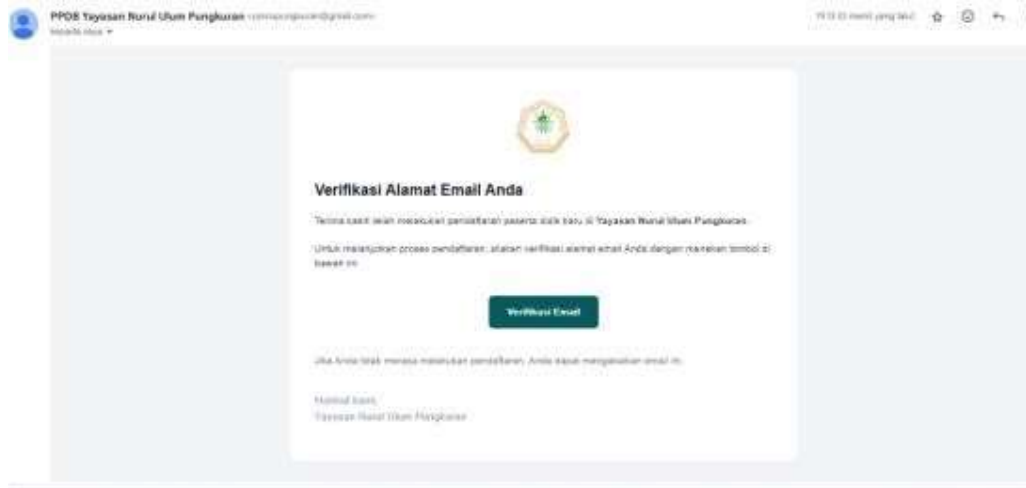 PPDB Yayasan Nurul Ulum Pungkuran
kepada saya
Verifikasi Alamat Email Anda
Terima kasih telah melakukan pendaftaran peserta didik baru di Yayasan Nurul Ulum Pungkuran.
Untuk melanjutkan proses pendaftaran, silakan verifikasi alamat email Anda dengan menekan tombol di
bawah ini
Verifikasi Email
Jika Anda tidak merasa melakukan pendaftaran, Anda dapat mengabaikan email ini.
Hormat kami,
Yayasan Nurul Ulum Pungkuran